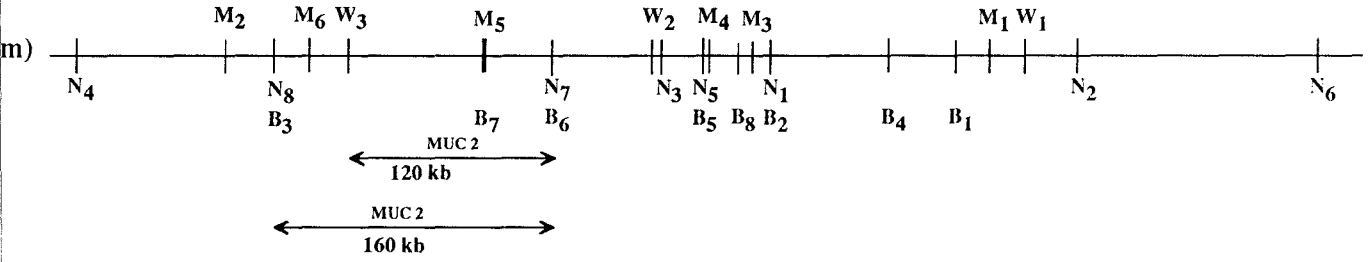 M2 M6 W3 M5 W2 M4 M3 M1 W1
m)
N4 N8 N7 N3 N5 N1 N2 N6
B3 B7 B6 B5 B8 B2 B4 B1
MUC 2
120 kb
MUC 2
160 kb